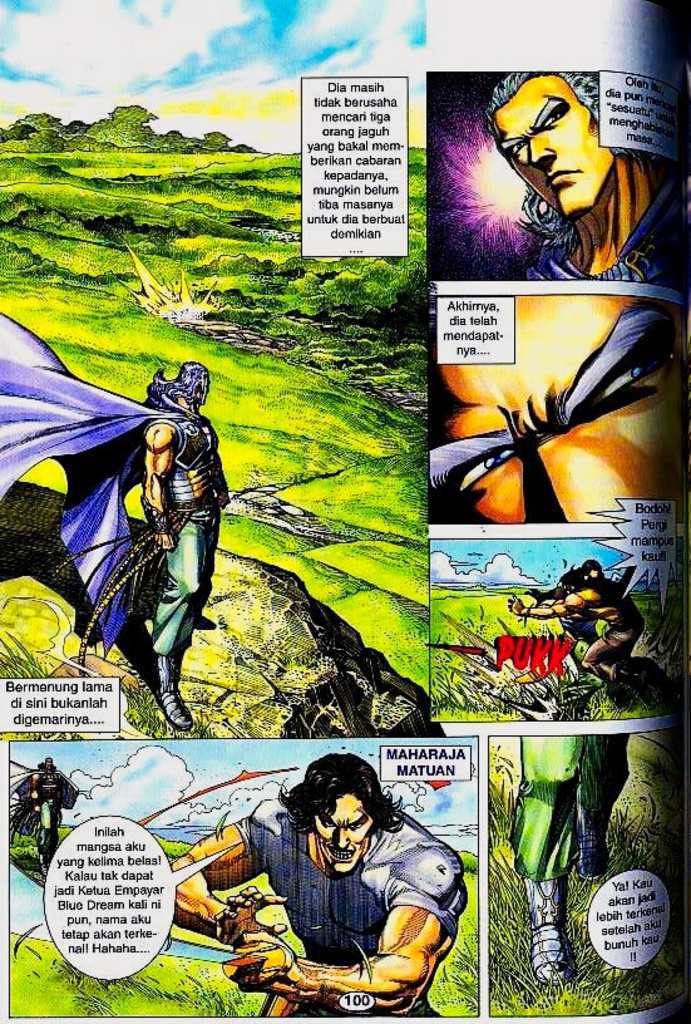 Dia masih
tidak berusaha
mencari tiga
orang jaguh
yang bakal mem-
berikan cabaran
kepadanya,
mungkin belum
tiba masanya
untuk dia berbuat
demikian
....
Oleh itu,
dia pun
"sesuatu"
masa....
Akhirnya,
dia telah
mendapat-
nya....
Bodoh!
Pergi
mampus
kau!!
PUKK
Bermenung lama
di sini bukanlah
digemarinya....
MAHARAJA
MATUAN
Inilah
mangsa aku
yang kelima belas!
Kalau tak dapat
jadi Ketua Empayar
Blue Dream kali ni
pun, nama aku
tetap akan terke-
nal! Hahaha....
Ya! Kau
akan jadi
lebih terkenal
setelah aku
bunuh kau
!!
100